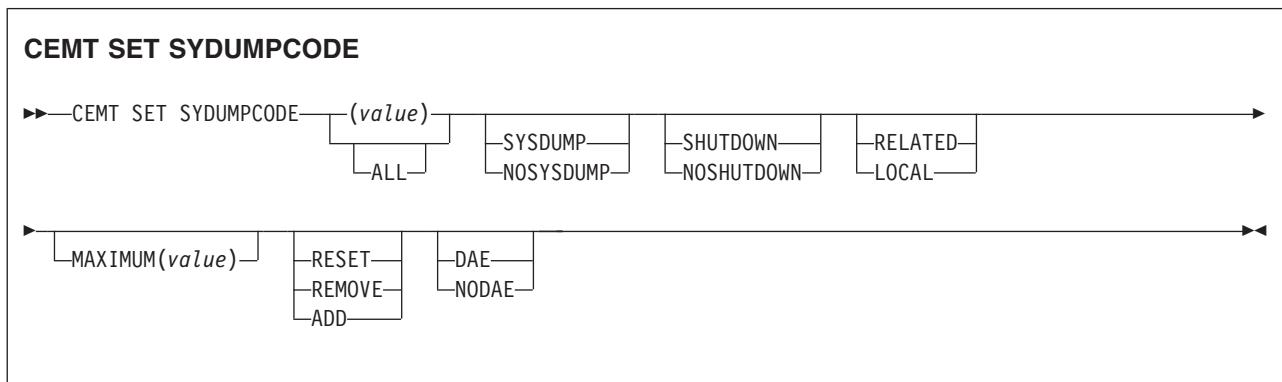 CEMT SET SYDUMPCODE
CEMT SET SYDUMPCODE (value) SYSDUMP SHUTDOWN RELATED
ALL NOSYSDUMP NOSHUTDOWN LOCAL
MAXIMUM(value) RESET DAE
REMOVE NODAE
ADD